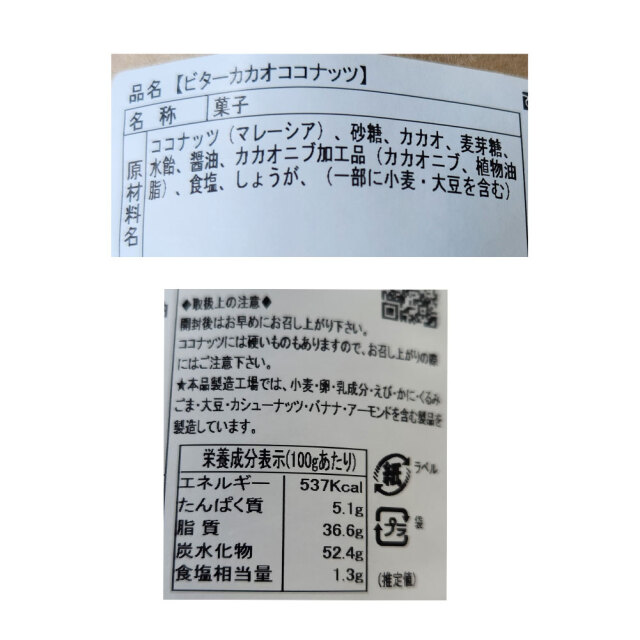 品名【ビターカカオココナッツ】
名称 菓子
原材料名 ココナッツ(マレーシア)、砂糖、カカオ、麦芽糖、
水飴、醤油、カカオニブ加工品(カカオニブ、植物油
脂)、食塩、しょうが、(一部に小麦・大豆を含む)
◆取扱上の注意◆
開封後はお早めにお召し上がり下さい。
ココナッツには硬いものもありますので、お召し上がりの際
にはご注意下さい。
★本品製造工場では、小麦・卵・乳成分・えび・かに・くるみ
ごま・大豆・カシューナッツ・バナナ・アーモンドを含む製品を
製造しています。
栄養成分表示(100gあたり)
エネルギー 537Kcal
たんぱく質 5.1g
脂質 36.6g
炭水化物 52.4g
食塩相当量 1.3g
紙 ラベル
プラ 袋
(推定値)